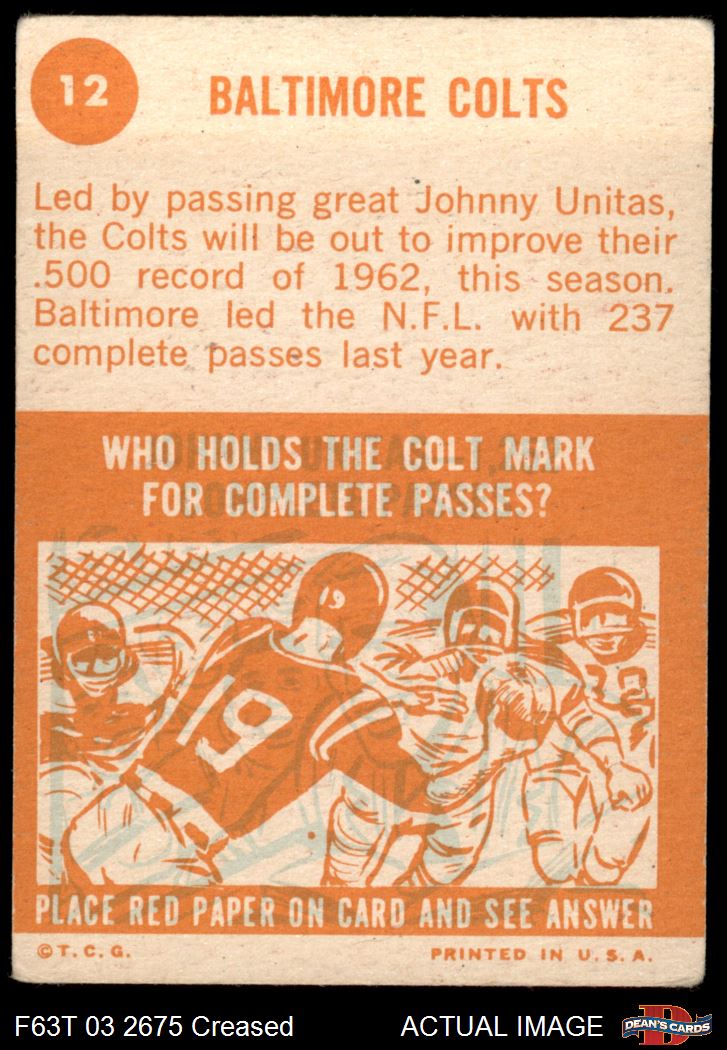 12
BALTIMORE COLTS
Led by passing great Johnny Unitas,
the Colts will be out to improve their
.500 record of 1962, this season.
Baltimore led the N.F.L. with 237
complete passes last year.
WHO HOLDS THE COLT MARK
FOR COMPLETE PASSES?
19
19
PLACE RED PAPER ON CARD AND SEE ANSWER
©T.C.G.
PRINTED IN U.S.A.
F63T 03 2675 Creased
ACTUAL IMAGE
D
DEAN'S CARDS